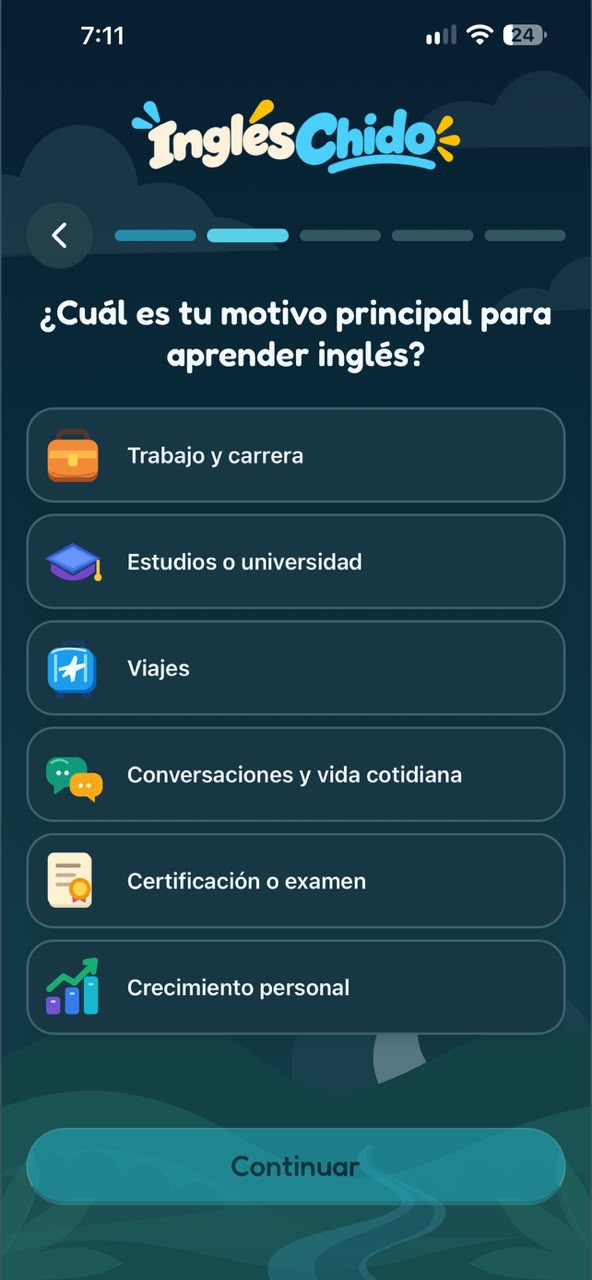 7:11
24
InglésChido
¿Cuál es tu motivo principal para
aprender inglés?
Trabajo y carrera
Estudios o universidad
Viajes
Conversaciones y vida cotidiana
Certificación o examen
Crecimiento personal
Continuar